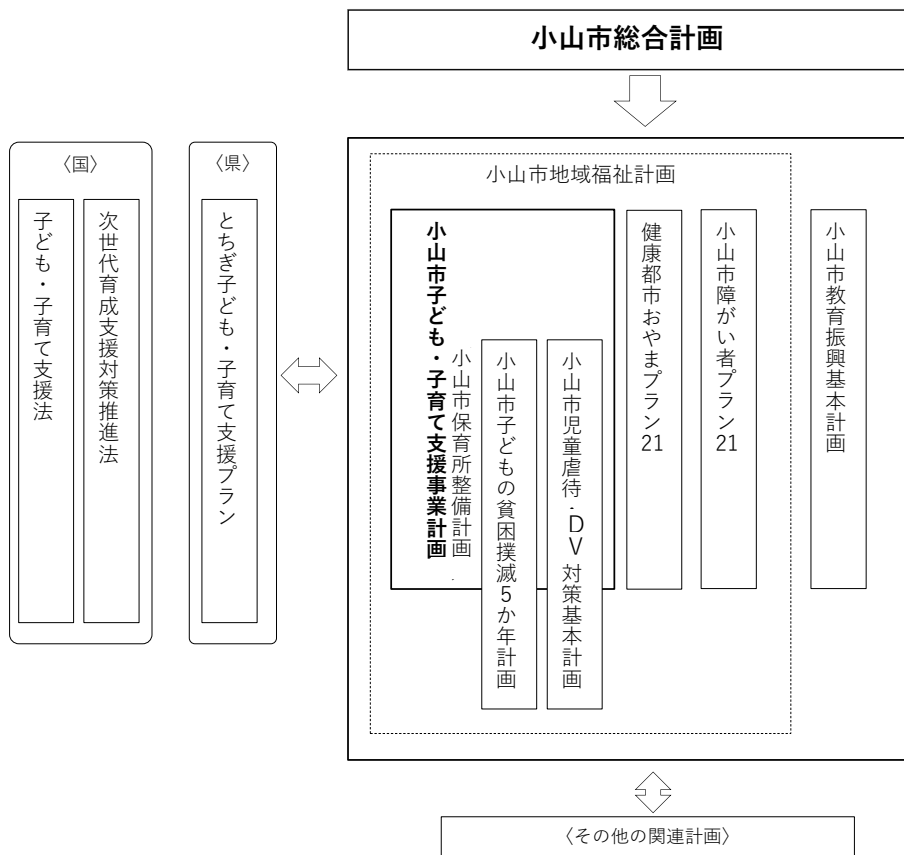 小山市総合計画
〈国〉
子ども・子育て支援法
次世代育成支援対策推進法
〈県〉
とちぎ子ども・子育て支援プラン
小山市地域福祉計画
小山市子ども・子育て支援事業計画
小山市保育所整備計画
小山市子どもの貧困撲滅5か年計画
小山市児童虐待・DV対策基本計画
健康都市おやまプラン21
小山市障がい者プラン21
小山市教育振興基本計画
〈その他の関連計画〉